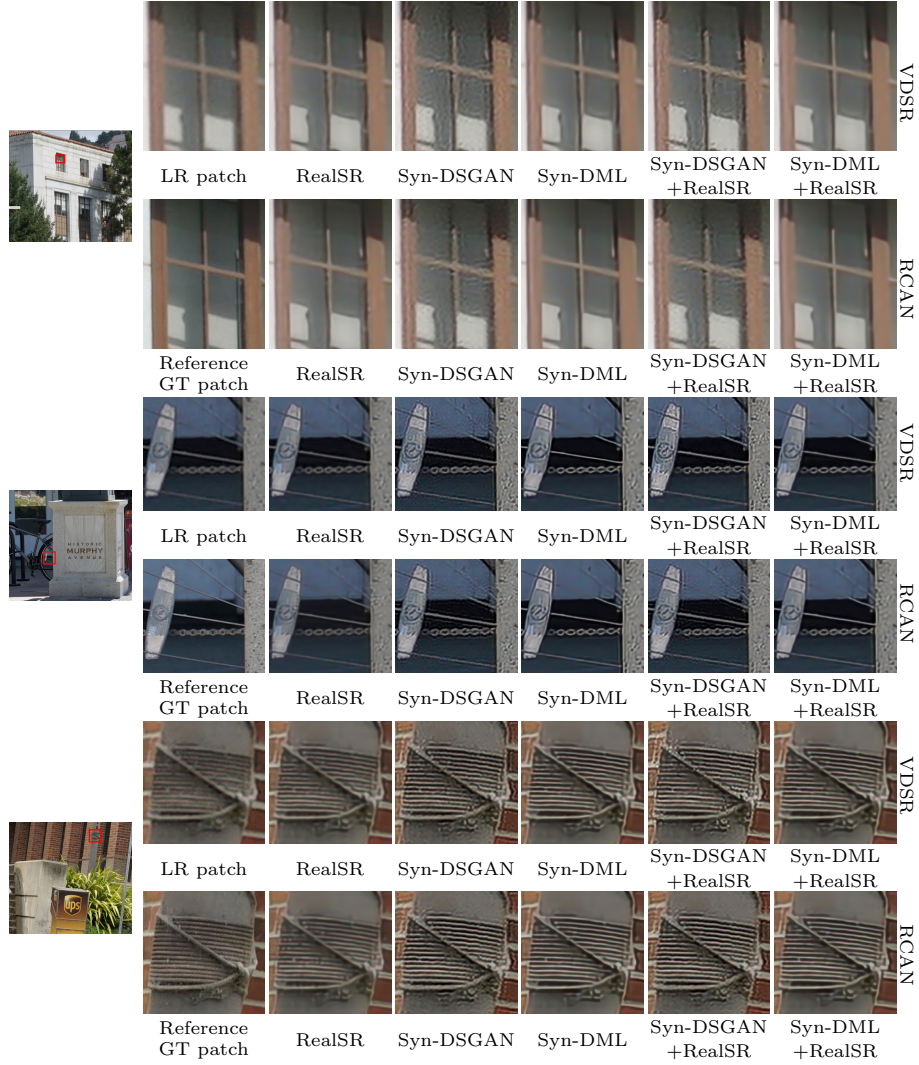 VDSR
LR patch RealSR Syn-DSGAN Syn-DML Syn-DSGAN +RealSR Syn-DML +RealSR
RCAN
Reference GT patch RealSR Syn-DSGAN Syn-DML Syn-DSGAN +RealSR Syn-DML +RealSR
VDSR
LR patch RealSR Syn-DSGAN Syn-DML Syn-DSGAN +RealSR Syn-DML +RealSR
HISTORIC
MURPHY
AVENUE
RCAN
Reference GT patch RealSR Syn-DSGAN Syn-DML Syn-DSGAN +RealSR Syn-DML +RealSR
VDSR
LR patch RealSR Syn-DSGAN Syn-DML Syn-DSGAN +RealSR Syn-DML +RealSR
ups
RCAN
Reference GT patch RealSR Syn-DSGAN Syn-DML Syn-DSGAN +RealSR Syn-DML +RealSR